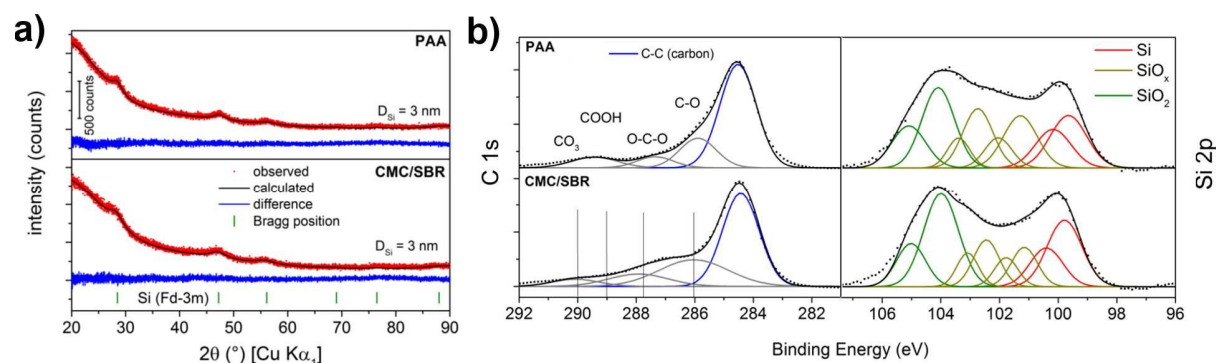 a)
PAA
500 counts
D_Si = 3 nm
intensity (counts)
CMC/SBR
observed
calculated
difference
Bragg position
D_Si = 3 nm
Si (Fd-3m)
20 30 40 50 60 70 80 90
2θ (°) [Cu Kα₁]
b)
PAA
C-C (carbon)
COOH
C-O
CO₃
O-C-O
C 1s
CMC/SBR
292 290 288 286 284 282
Si
SiOₓ
SiO₂
Si 2p
106 104 102 100 98 96
Binding Energy (eV)